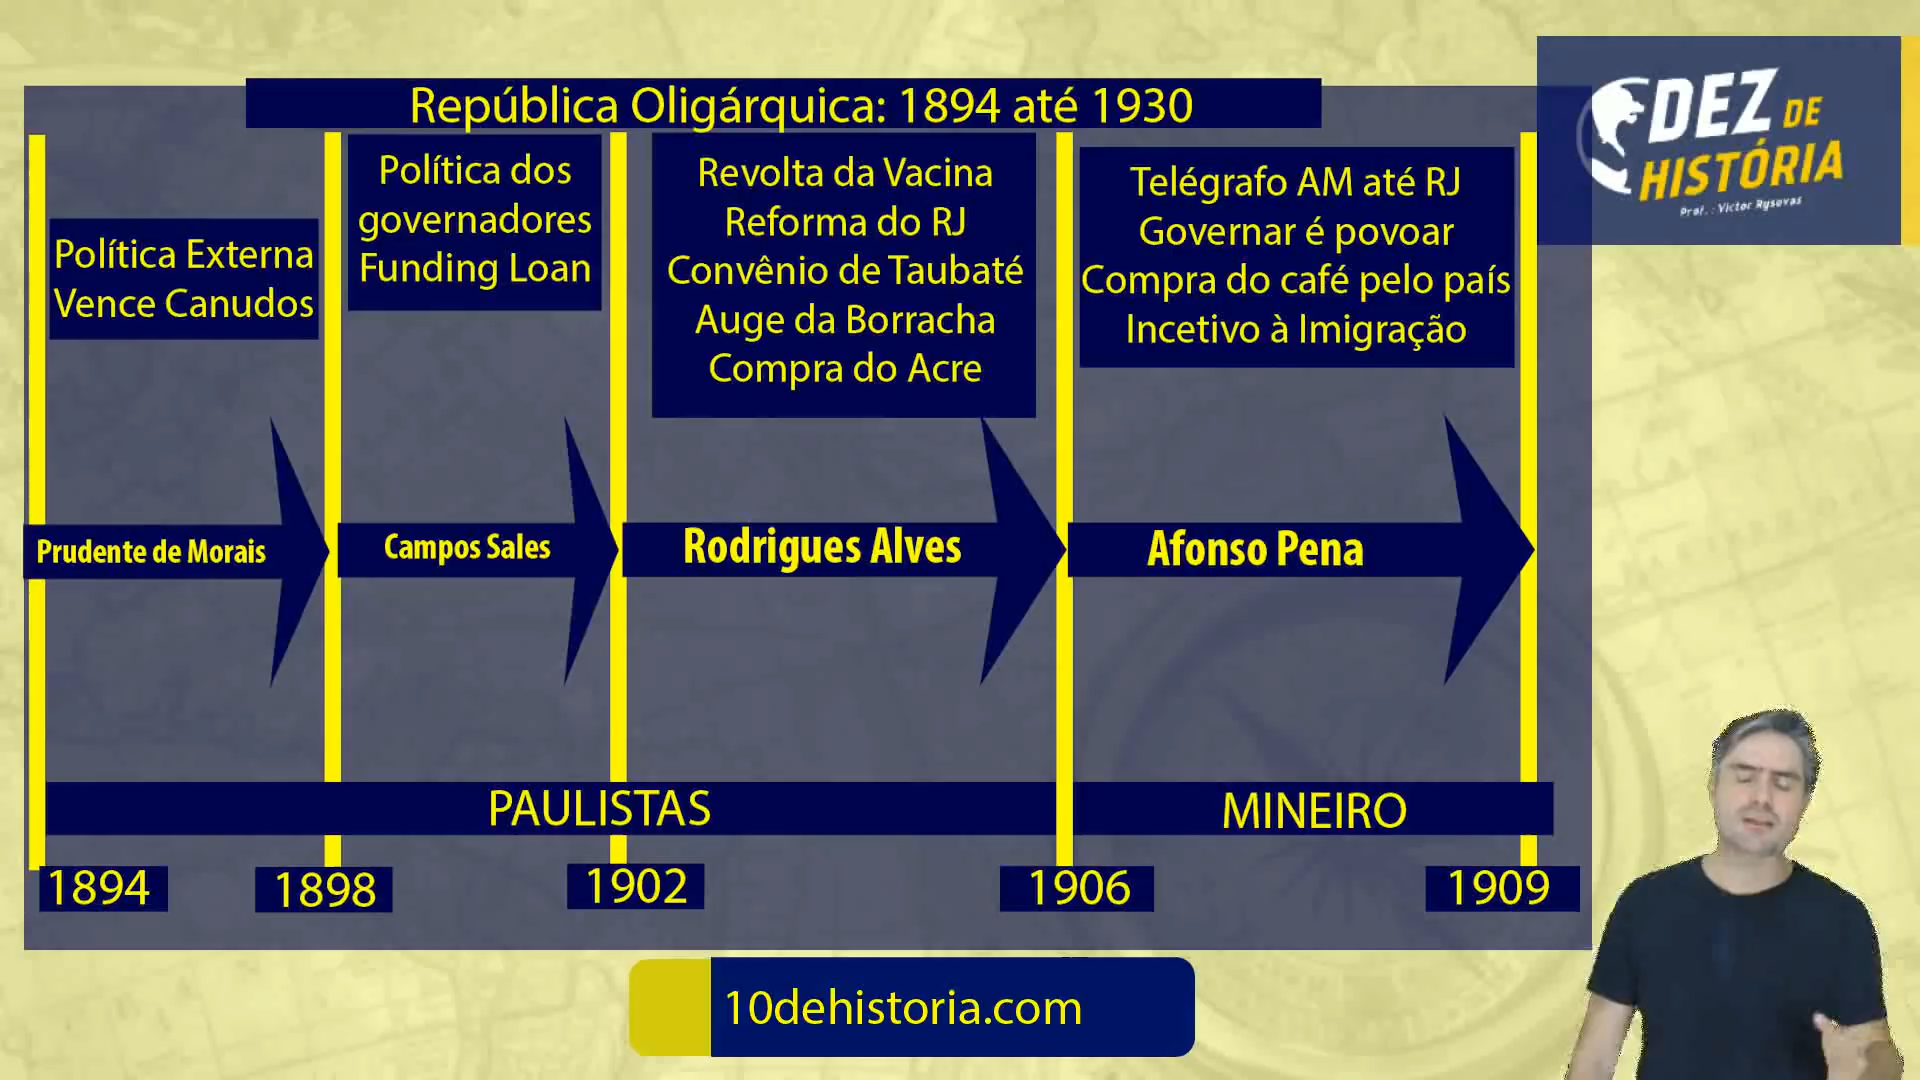 República Oligárquica: 1894 até 1930
DEZ DE
HISTÓRIA
Prof.: Victor Rysovas
Política Externa
Vence Canudos
Política dos
governadores
Funding Loan
Revolta da Vacina
Reforma do RJ
Convênio de Taubaté
Auge da Borracha
Compra do Acre
Telégrafo AM até RJ
Governar é povoar
Compra do café pelo país
Incetivo à Imigração
Prudente de Morais
Campos Sales
Rodrigues Alves
Afonso Pena
PAULISTAS
MINEIRO
1894
1898
1902
1906
1909
10dehistoria.com